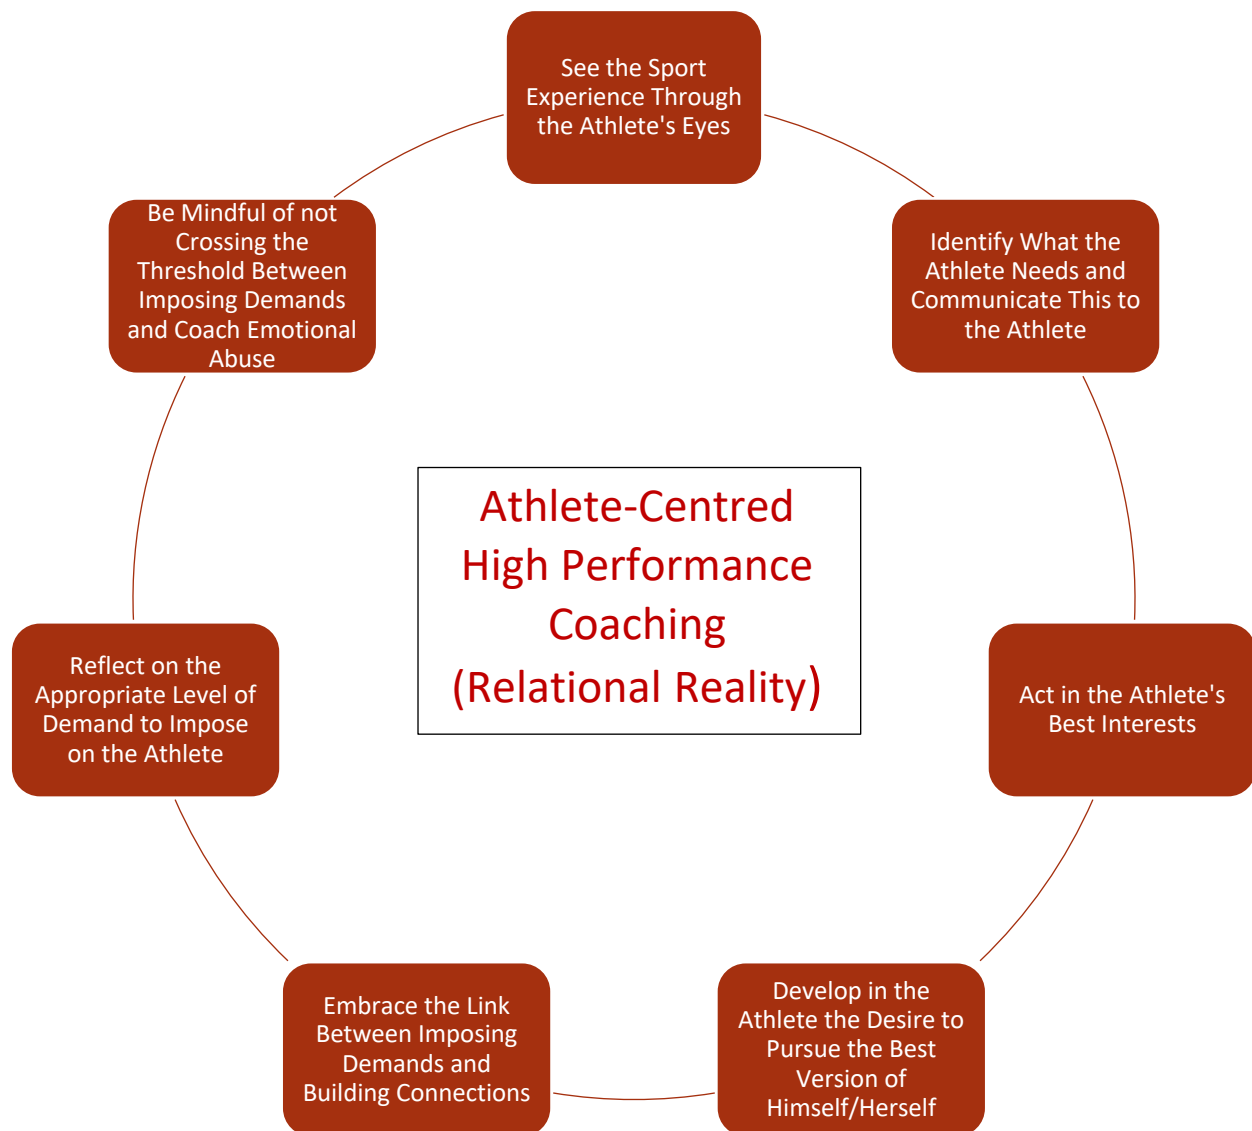 See the Sport
Experience Through
the Athlete's Eyes
Identify What the
Athlete Needs and
Communicate This to
the Athlete
Act in the Athlete's
Best Interests
Develop in the
Athlete the Desire to
Pursue the Best
Version of
Himself/Herself
Embrace the Link
Between Imposing
Demands and
Building Connections
Reflect on the
Appropriate Level of
Demand to Impose
on the Athlete
Be Mindful of not
Crossing the
Threshold Between
Imposing Demands
and Coach Emotional
Abuse
Athlete-Centred
High Performance
Coaching
(Relational Reality)